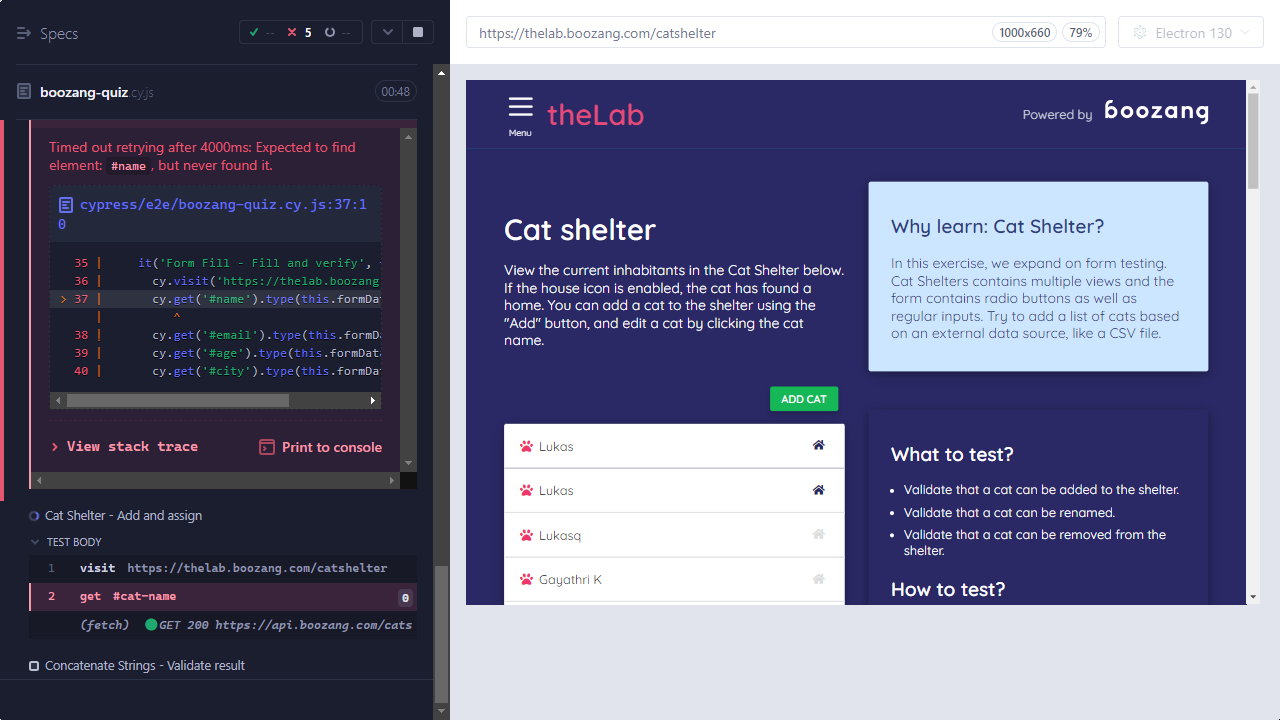 Specs
-- 5 --
boozang-quiz.cy.js 00:48
Timed out retrying after 4000ms: Expected to find
element: #name, but never found it.
cypress/e2e/boozang-quiz.cy.js:37:1
0
35 | it('Form Fill - Fill and verify',
36 | cy.visit('https://thelab.boozang
> 37 | cy.get('#name').type(this.formDat
| ^
38 | cy.get('#email').type(this.formDa
39 | cy.get('#age').type(this.formData
40 | cy.get('#city').type(this.formDat
> View stack trace
Print to console
Cat Shelter - Add and assign
TEST BODY
1 visit https://thelab.boozang.com/catshelter
2 get #cat-name 0
(fetch) GET 200 https://api.boozang.com/cats
Concatenate Strings - Validate result
https://thelab.boozang.com/catshelter
1000x660 79%
Electron 130
Menu
theLab
Powered by boozang
Cat shelter
View the current inhabitants in the Cat Shelter below.
If the house icon is enabled, the cat has found a
home. You can add a cat to the shelter using the
"Add" button, and edit a cat by clicking the cat
name.
ADD CAT
Lukas
Lukas
Lukasq
Gayathri K
Why learn: Cat Shelter?
In this exercise, we expand on form testing.
Cat Shelters contains multiple views and the
form contains radio buttons as well as
regular inputs. Try to add a list of cats based
on an external data source, like a CSV file.
What to test?
• Validate that a cat can be added to the shelter.
• Validate that a cat can be renamed.
• Validate that a cat can be removed from the
shelter.
How to test?